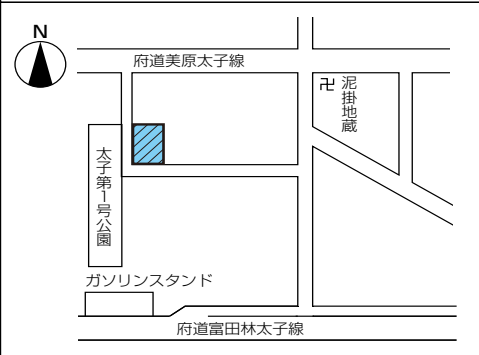 N
府道美原太子線
卍 泥掛地蔵
太子第1号公園
ガソリンスタンド
府道富田林太子線